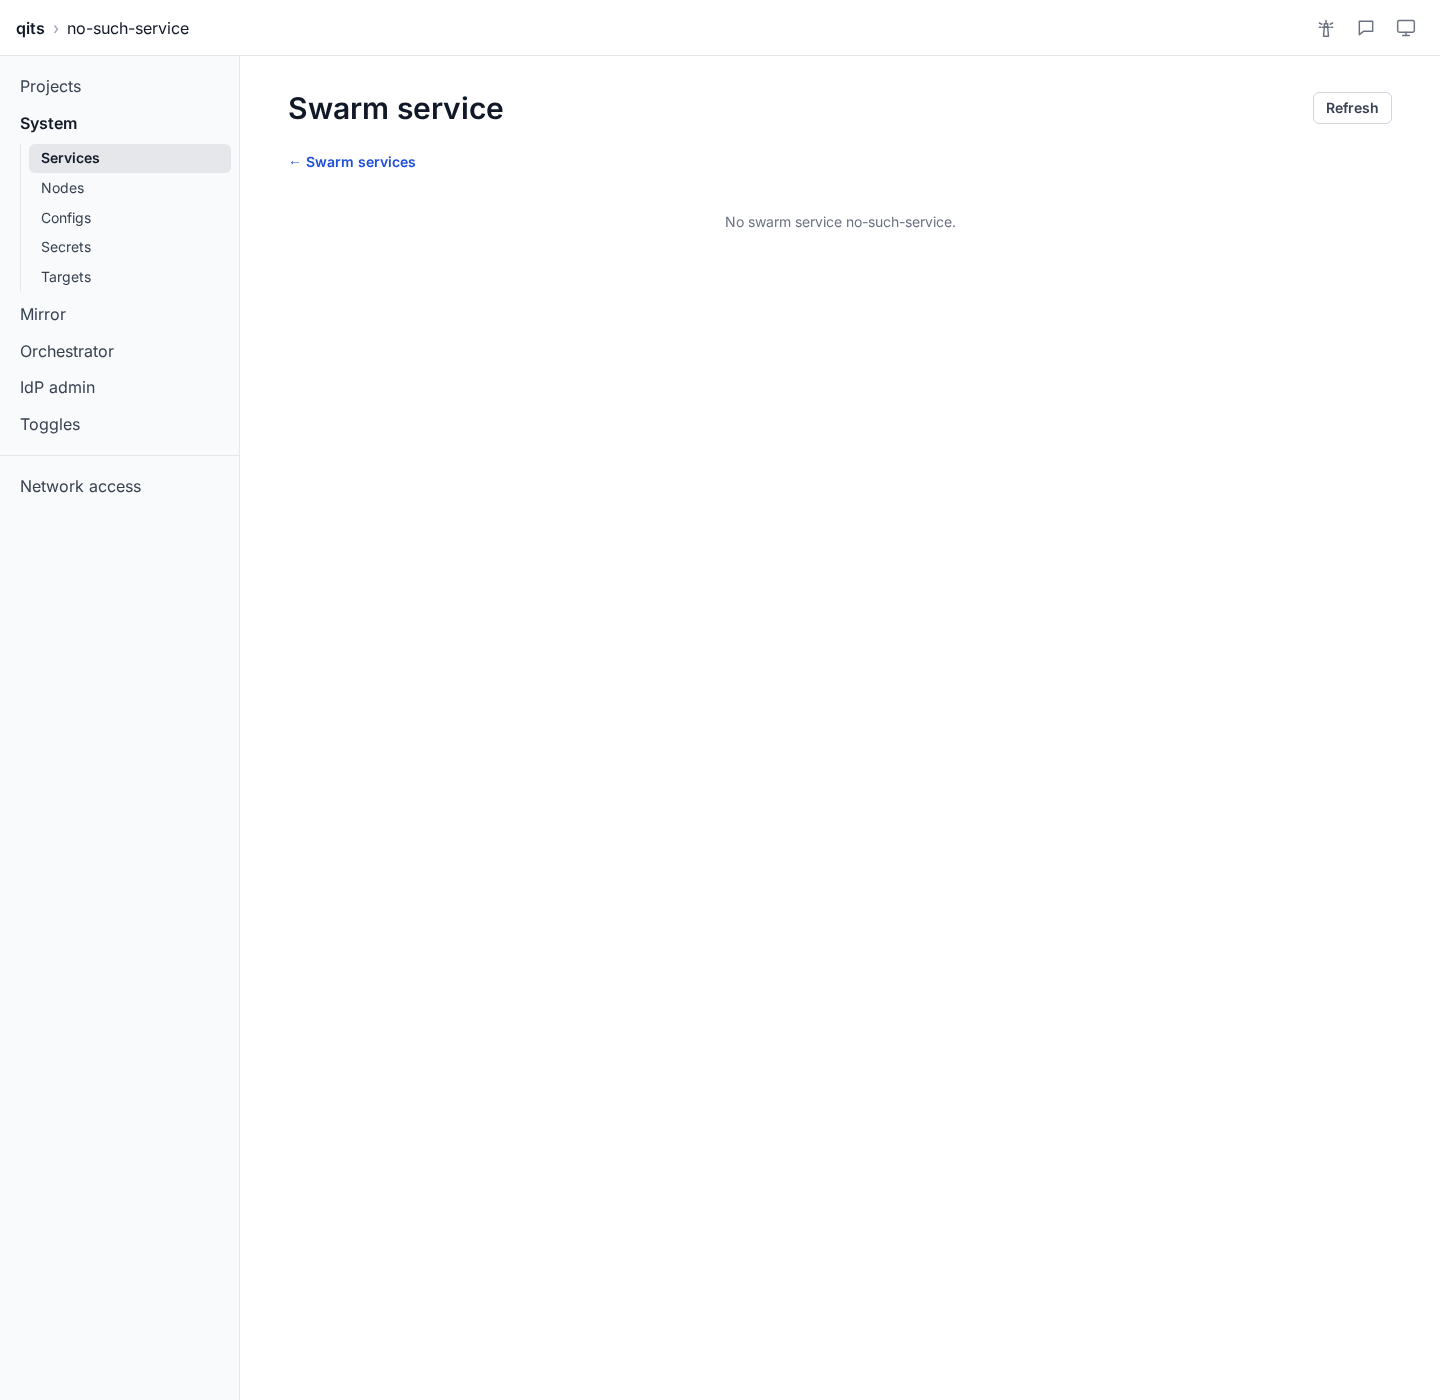 qits › no-such-service
Projects
System
Services
Nodes
Configs
Secrets
Targets
Mirror
Orchestrator
IdP admin
Toggles
Network access
Swarm service
Refresh
← Swarm services
No swarm service no-such-service.